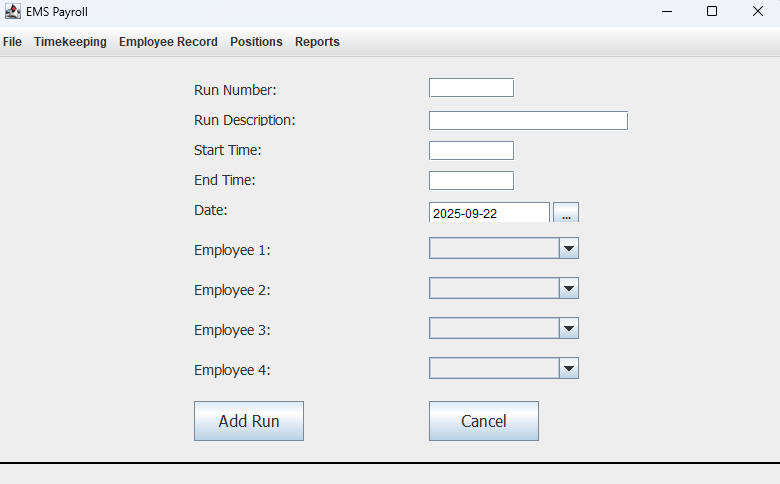 EMS Payroll
File Timekeeping Employee Record Positions Reports
Run Number:
Run Description:
Start Time:
End Time:
Date: 2025-09-22 ...
Employee 1:
Employee 2:
Employee 3:
Employee 4:
Add Run Cancel